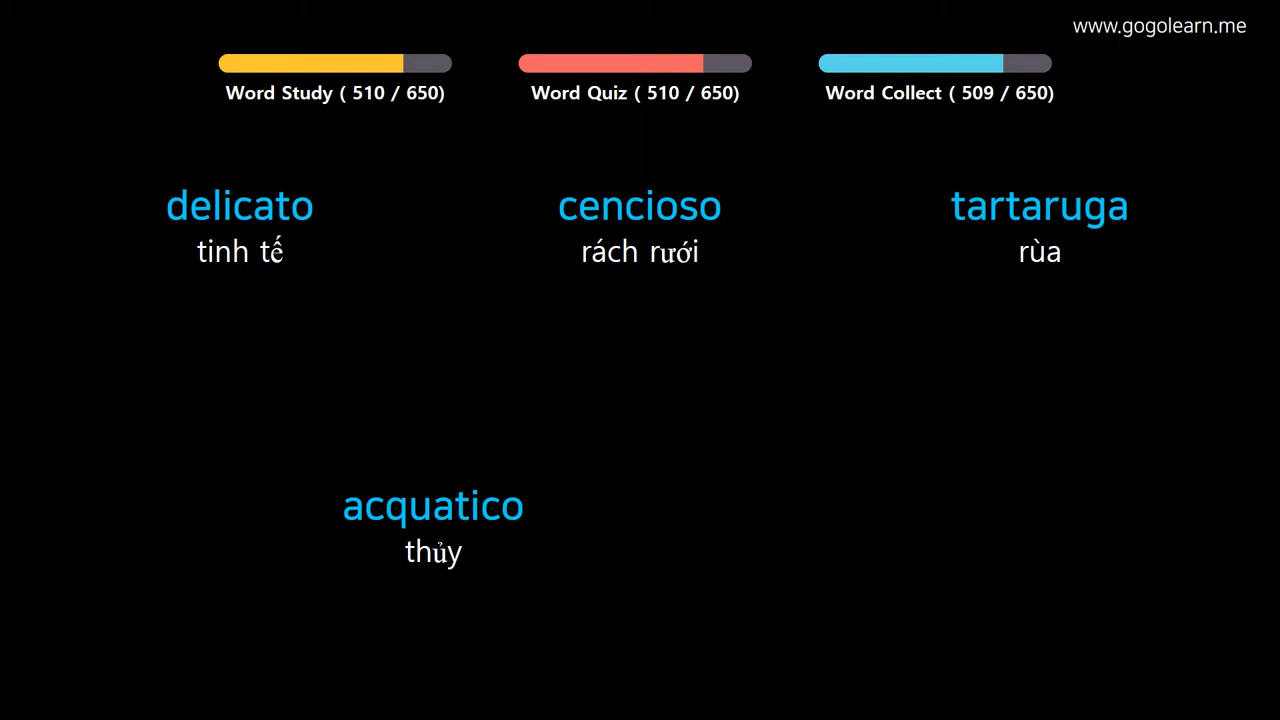 www.gogolearn.me
Word Study ( 510 / 650)
Word Quiz ( 510 / 650)
Word Collect ( 509 / 650)
delicato
tinh tế
cencioso
rách rưới
tartaruga
rùa
acquatico
thủy